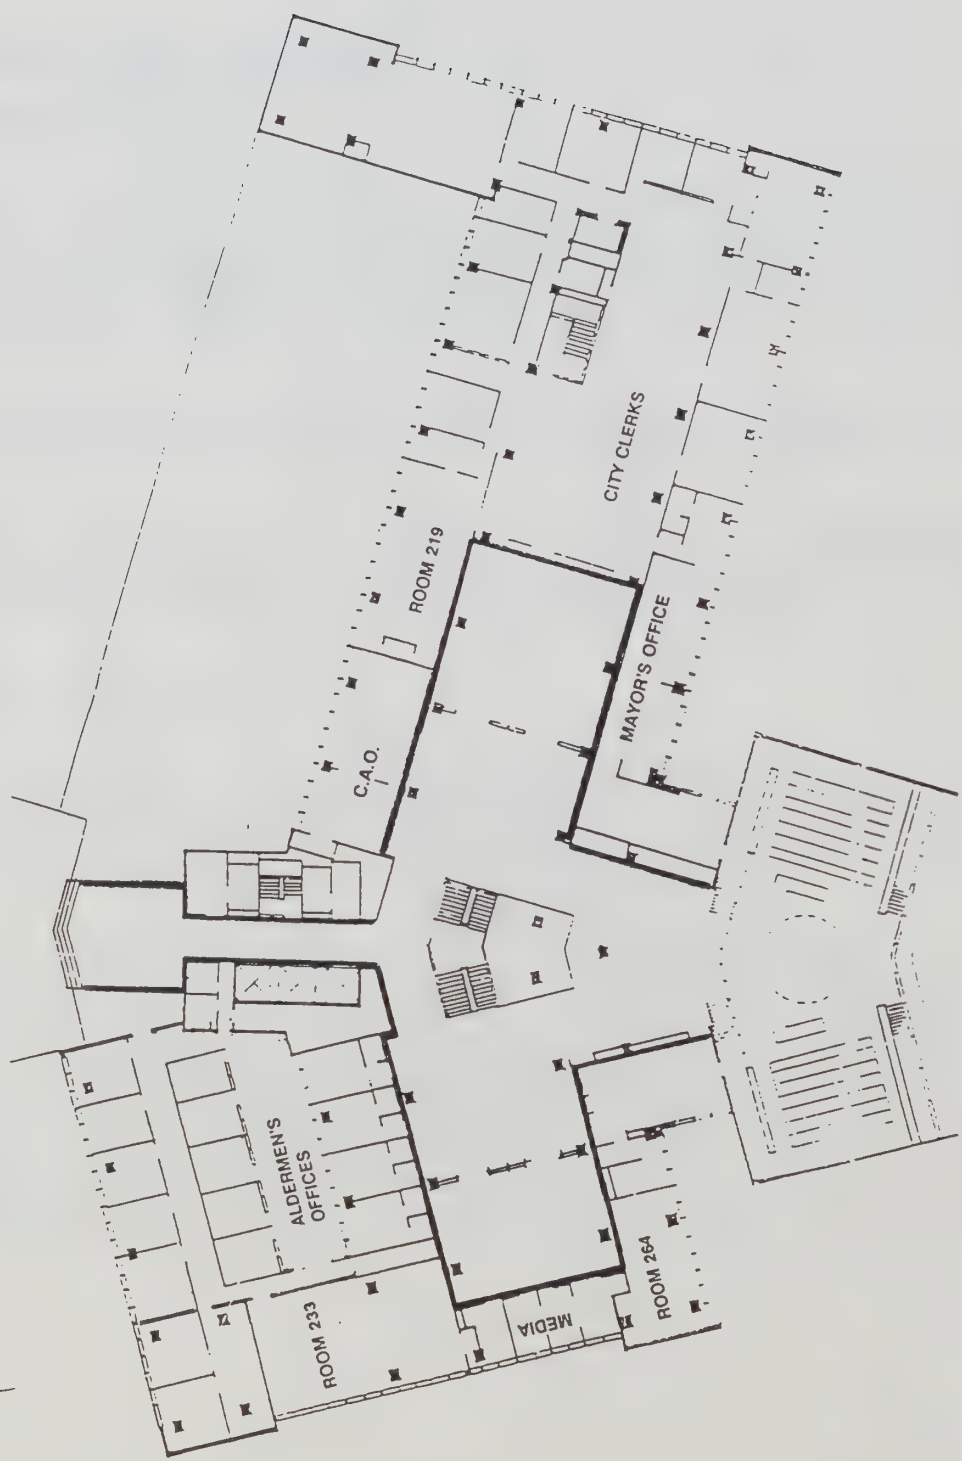 CITY CLERKS
ROOM 219
MAYOR'S OFFICE
C.A.O.
ALDERMEN'S
OFFICES
ROOM 233
MEDIA
ROOM 264